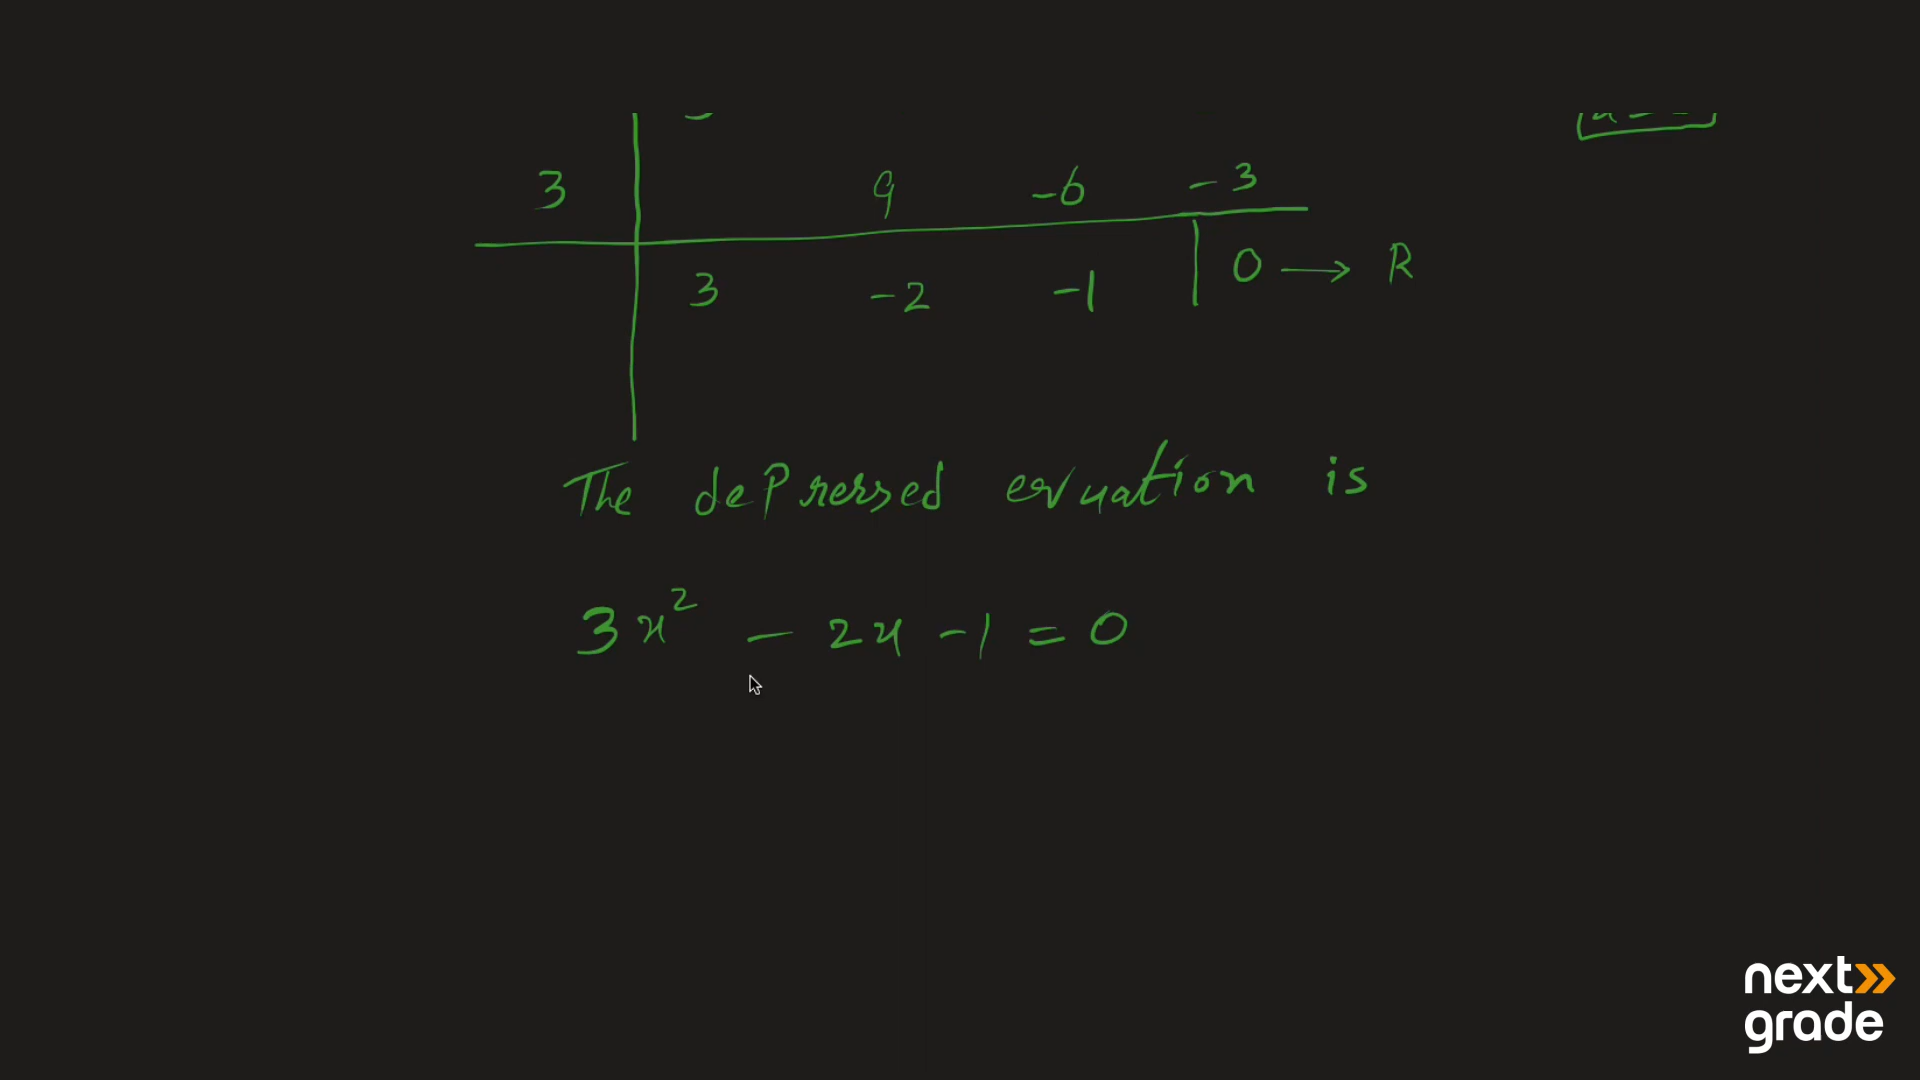 3 9 -6 -3
3 -2 -1 0 → R
The depressed equation is
3x² - 2x - 1 = 0
next
grade